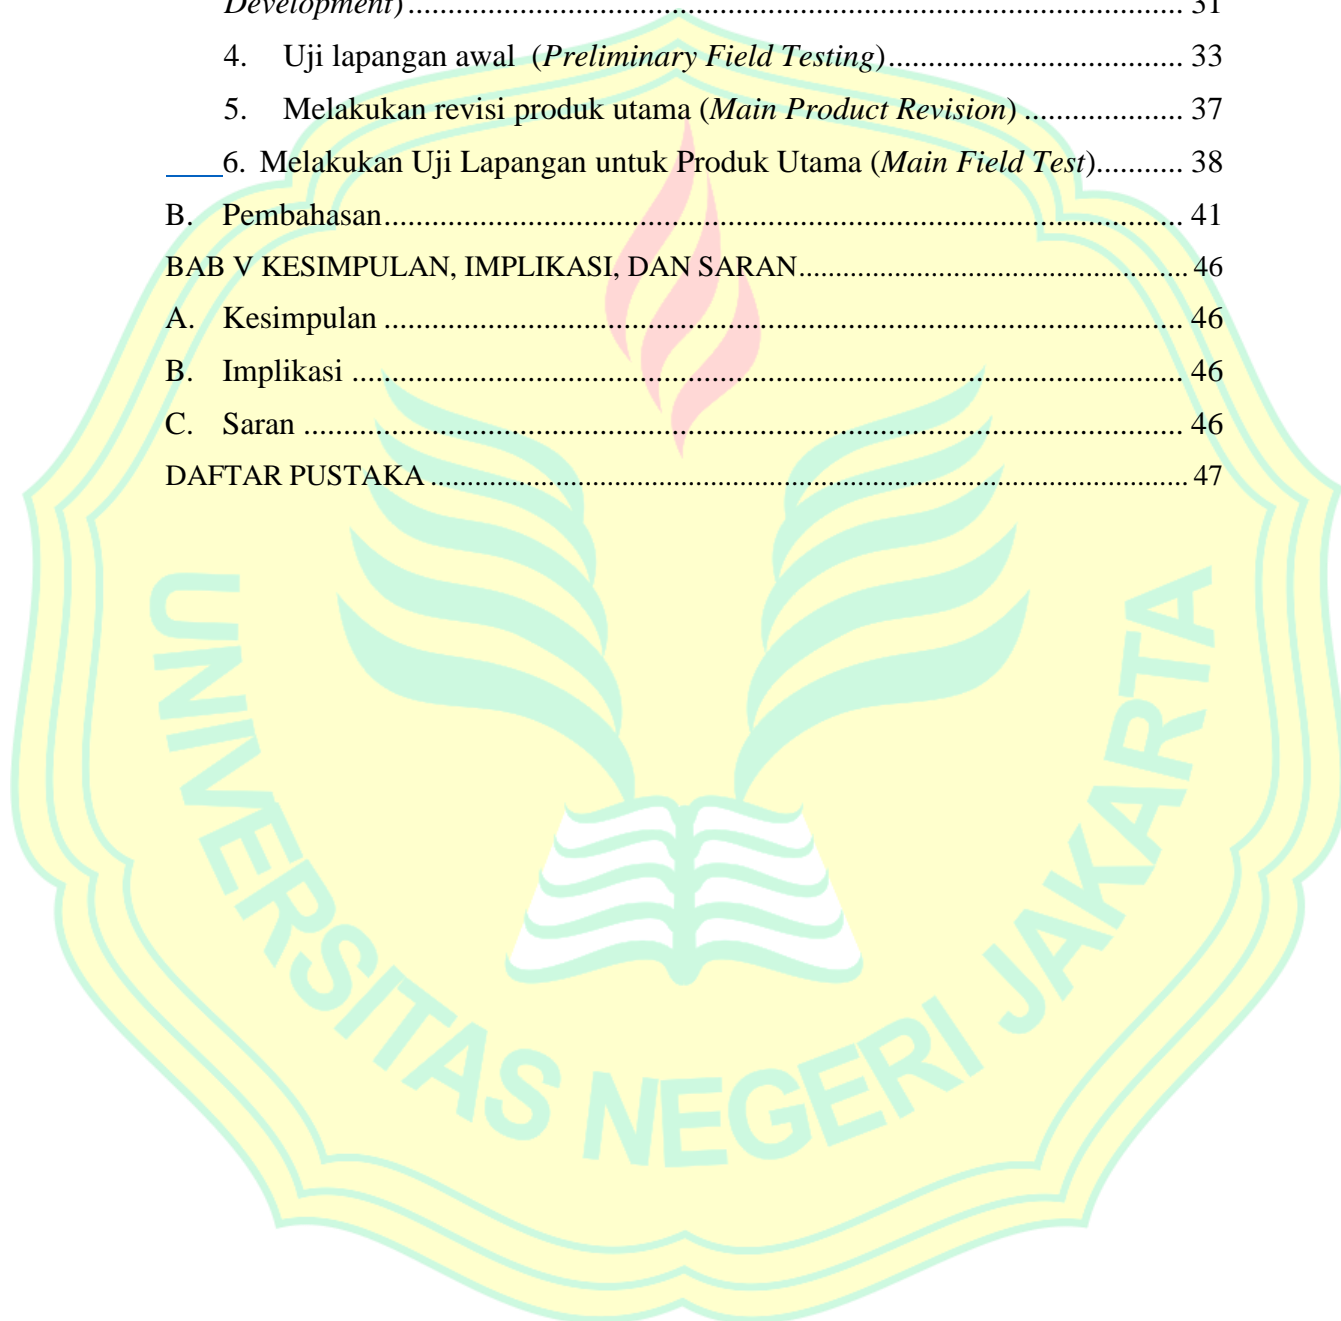 Development) ........................................................................................ 31
4. Uji lapangan awal (Preliminary Field Testing) ..................................... 33
5. Melakukan revisi produk utama (Main Product Revision) .................... 37
6. Melakukan Uji Lapangan untuk Produk Utama (Main Field Test)........... 38
B. Pembahasan..................................................................................................... 41
BAB V KESIMPULAN, IMPLIKASI, DAN SARAN................................................. 46
A. Kesimpulan ..................................................................................................... 46
B. Implikasi ......................................................................................................... 46
C. Saran ............................................................................................................... 46
DAFTAR PUSTAKA ................................................................................................ 47
UNIVERSITAS NEGERI JAKARTA